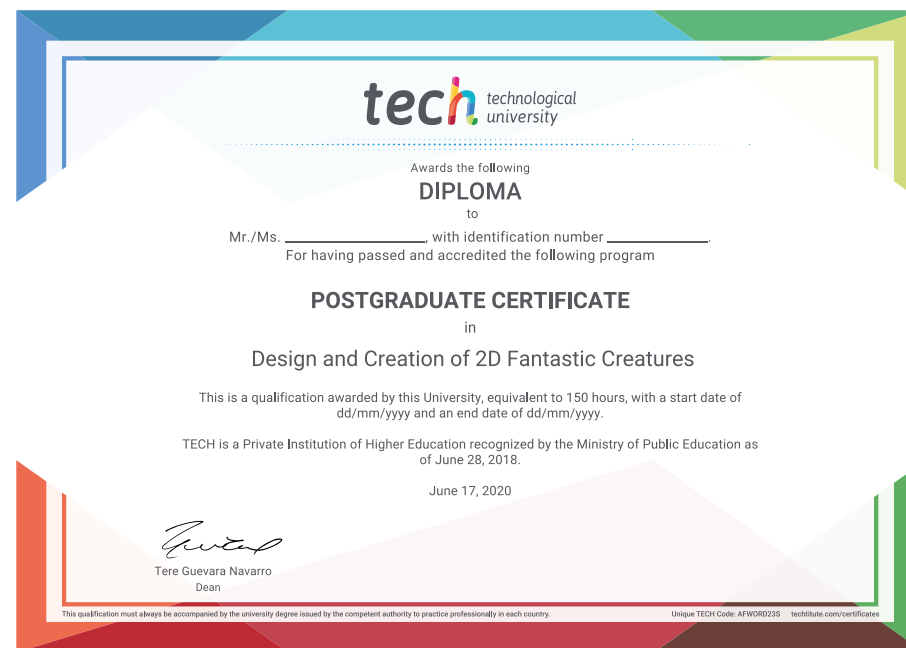 tech technological
university
Awards the following
DIPLOMA
to
Mr./Ms. ____________________, with identification number ______________.
For having passed and accredited the following program
POSTGRADUATE CERTIFICATE
in
Design and Creation of 2D Fantastic Creatures
This is a qualification awarded by this University, equivalent to 150 hours, with a start date of
dd/mm/yyyy and an end date of dd/mm/yyyy.
TECH is a Private Institution of Higher Education recognized by the Ministry of Public Education as
of June 28, 2018.
June 17, 2020
Tere Guevara Navarro
Dean
This qualification must always be accompanied by the university degree issued by the competent authority to practice professionally in each country. Unique TECH Code: AFWORD23S techtitute.com/certificates